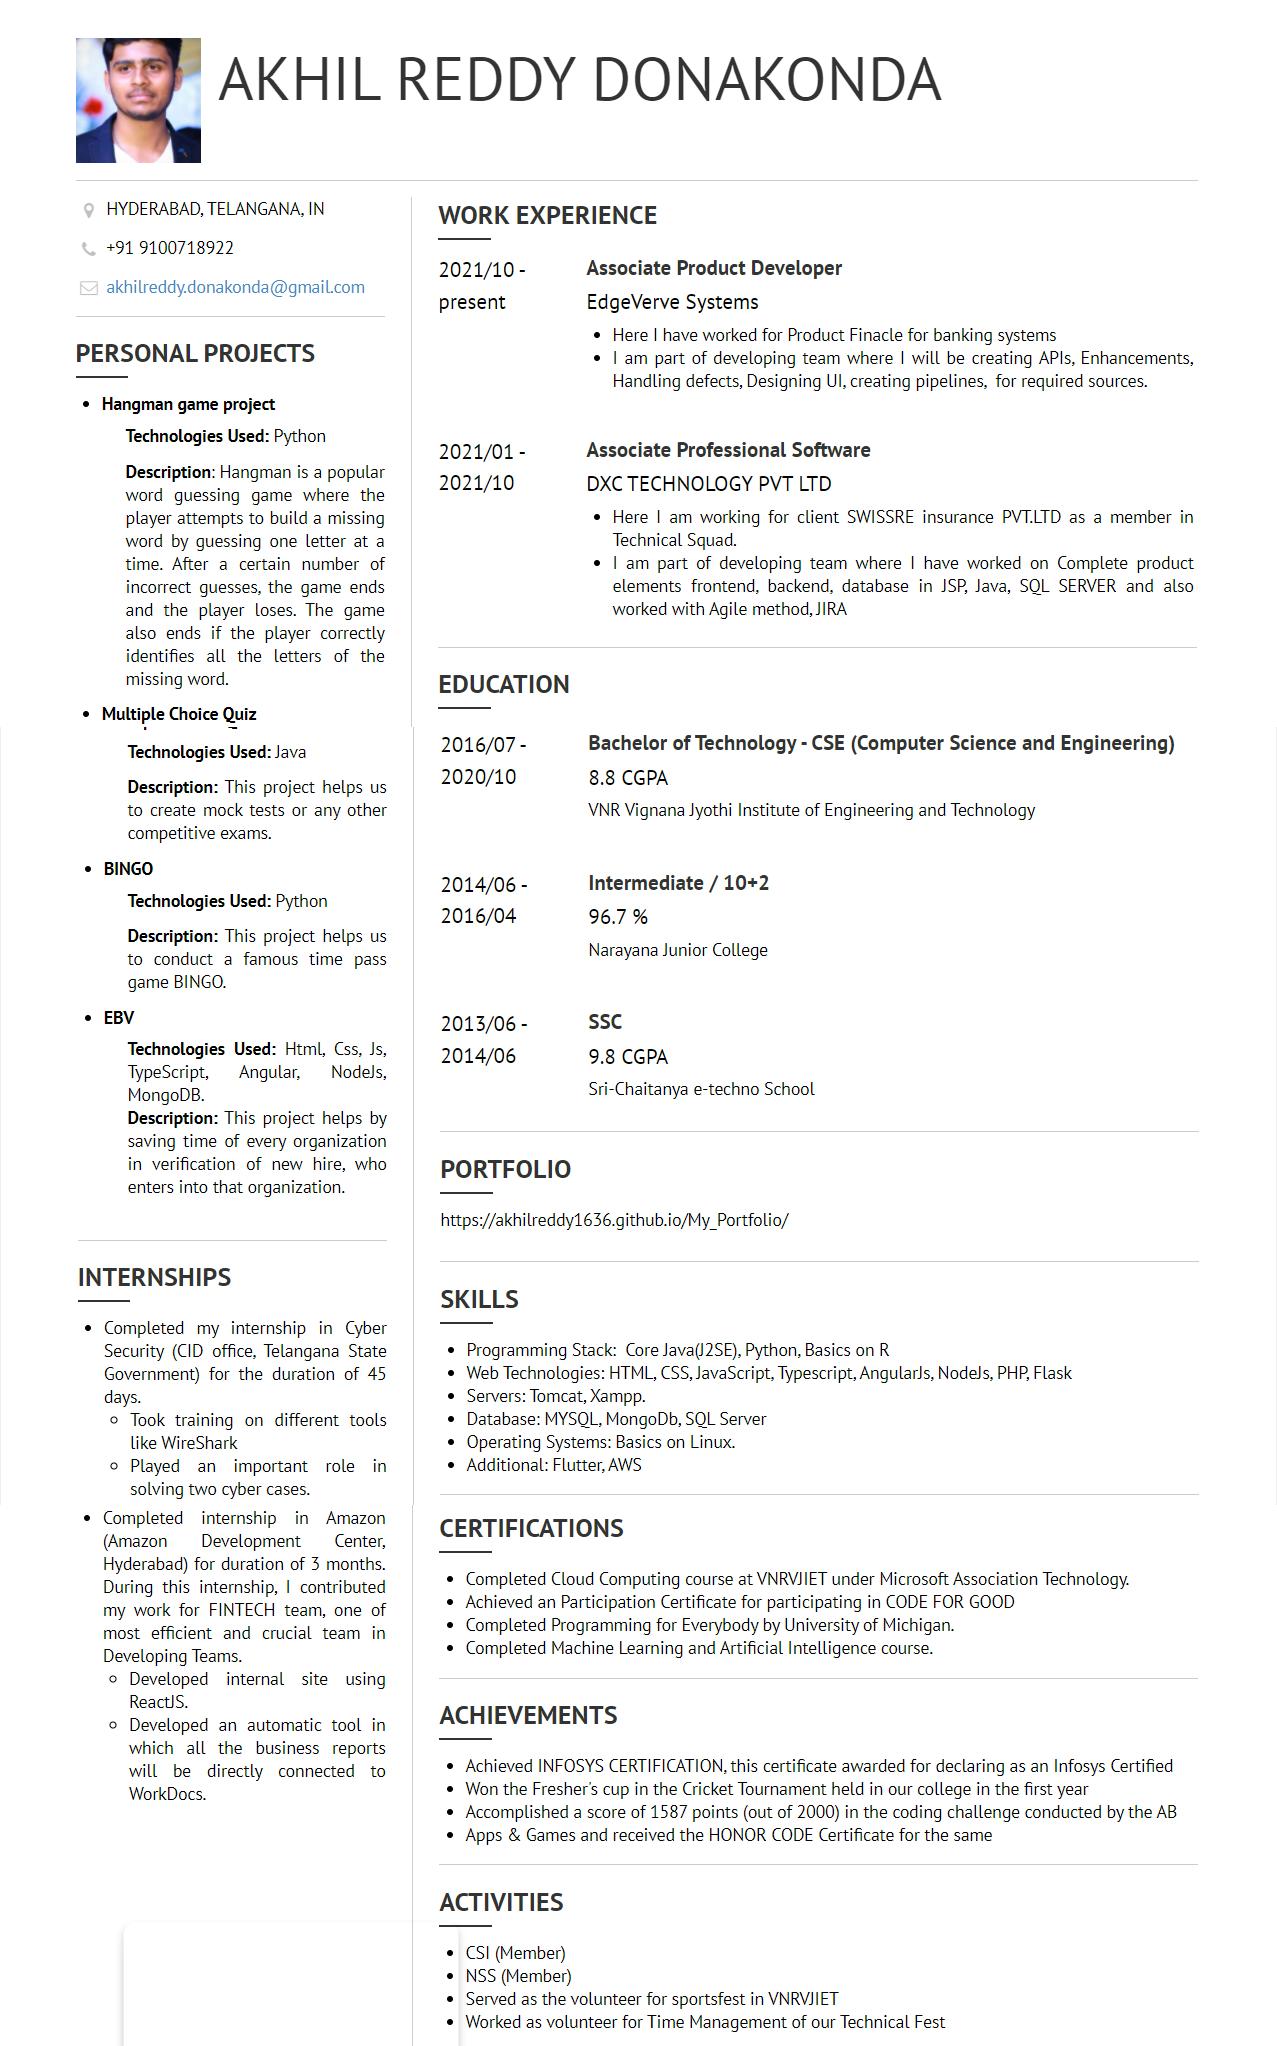 AKHIL REDDY DONAKONDA
HYDERABAD, TELANGANA, IN
+91 9100718922
akhilreddy.donakonda@gmail.com
PERSONAL PROJECTS
• Hangman game project
Technologies Used: Python
Description: Hangman is a popular
word guessing game where the
player attempts to build a missing
word by guessing one letter at a
time. After a certain number of
incorrect guesses, the game ends
and the player loses. The game
also ends if the player correctly
identifies all the letters of the
missing word.
• Multiple Choice Quiz
Technologies Used: Java
Description: This project helps us
to create mock tests or any other
competitive exams.
• BINGO
Technologies Used: Python
Description: This project helps us
to conduct a famous time pass
game BINGO.
• EBV
Technologies Used: Html, Css, Js,
TypeScript, Angular, NodeJs,
MongoDB.
Description: This project helps by
saving time of every organization
in verification of new hire, who
enters into that organization.
INTERNSHIPS
• Completed my internship in Cyber
Security (CID office, Telangana State
Government) for the duration of 45
days.
◦ Took training on different tools
like WireShark
◦ Played an important role in
solving two cyber cases.
• Completed internship in Amazon
(Amazon Development Center,
Hyderabad) for duration of 3 months.
During this internship, I contributed
my work for FINTECH team, one of
most efficient and crucial team in
Developing Teams.
◦ Developed internal site using
ReactJS.
◦ Developed an automatic tool in
which all the business reports
will be directly connected to
WorkDocs.
WORK EXPERIENCE
2021/10 -
present
Associate Product Developer
EdgeVerve Systems
• Here I have worked for Product Finacle for banking systems
• I am part of developing team where I will be creating APIs, Enhancements,
Handling defects, Designing UI, creating pipelines, for required sources.
2021/01 -
2021/10
Associate Professional Software
DXC TECHNOLOGY PVT LTD
• Here I am working for client SWISSRE insurance PVT.LTD as a member in
Technical Squad.
• I am part of developing team where I have worked on Complete product
elements frontend, backend, database in JSP, Java, SQL SERVER and also
worked with Agile method, JIRA
EDUCATION
2016/07 -
2020/10
Bachelor of Technology - CSE (Computer Science and Engineering)
8.8 CGPA
VNR Vignana Jyothi Institute of Engineering and Technology
2014/06 -
2016/04
Intermediate / 10+2
96.7 %
Narayana Junior College
2013/06 -
2014/06
SSC
9.8 CGPA
Sri-Chaitanya e-techno School
PORTFOLIO
https://akhilreddy1636.github.io/My_Portfolio/
SKILLS
• Programming Stack: Core Java(J2SE), Python, Basics on R
• Web Technologies: HTML, CSS, JavaScript, Typescript, AngularJs, NodeJs, PHP, Flask
• Servers: Tomcat, Xampp.
• Database: MYSQL, MongoDb, SQL Server
• Operating Systems: Basics on Linux.
• Additional: Flutter, AWS
CERTIFICATIONS
• Completed Cloud Computing course at VNRVJIET under Microsoft Association Technology.
• Achieved an Participation Certificate for participating in CODE FOR GOOD
• Completed Programming for Everybody by University of Michigan.
• Completed Machine Learning and Artificial Intelligence course.
ACHIEVEMENTS
• Achieved INFOSYS CERTIFICATION, this certificate awarded for declaring as an Infosys Certified
• Won the Fresher's cup in the Cricket Tournament held in our college in the first year
• Accomplished a score of 1587 points (out of 2000) in the coding challenge conducted by the AB
• Apps & Games and received the HONOR CODE Certificate for the same
ACTIVITIES
• CSI (Member)
• NSS (Member)
• Served as the volunteer for sportsfest in VNRVJIET
• Worked as volunteer for Time Management of our Technical Fest